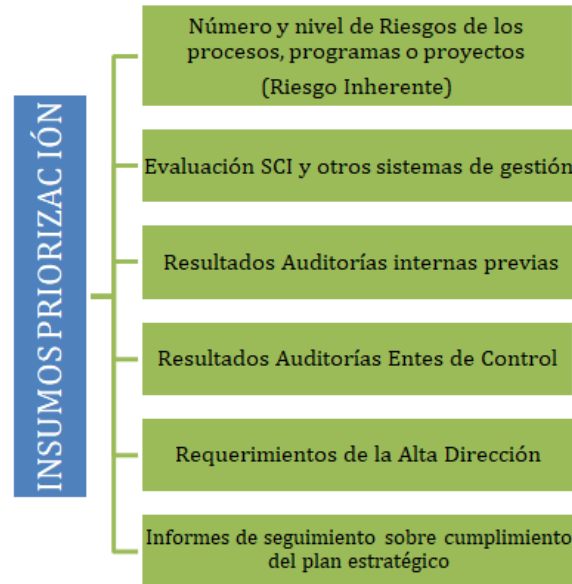 INSUMOS PRIORIZACIÓN
Número y nivel de Riesgos de los
procesos, programas o proyectos
(Riesgo Inherente)
Evaluación SCI y otros sistemas de gestión
Resultados Auditorías internas previas
Resultados Auditorías Entes de Control
Requerimientos de la Alta Dirección
Informes de seguimiento sobre cumplimiento
del plan estratégico